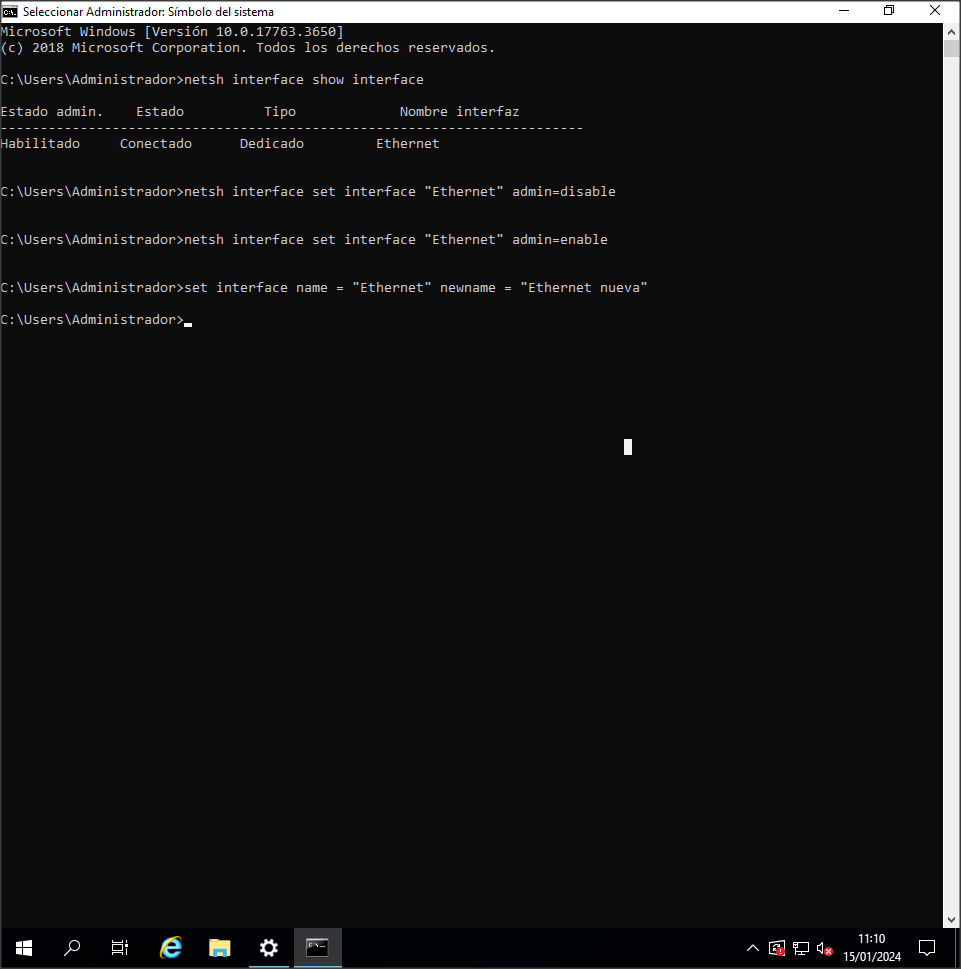 Seleccionar Administrador: Símbolo del sistema
Microsoft Windows [Versión 10.0.17763.3650]
(c) 2018 Microsoft Corporation. Todos los derechos reservados.
C:\Users\Administrador>netsh interface show interface
Estado admin.    Estado          Tipo             Nombre interfaz
-------------------------------------------------------------------------
Habilitado     Conectado      Dedicado         Ethernet
C:\Users\Administrador>netsh interface set interface "Ethernet" admin=disable
C:\Users\Administrador>netsh interface set interface "Ethernet" admin=enable
C:\Users\Administrador>set interface name = "Ethernet" newname = "Ethernet nueva"
C:\Users\Administrador>
11:10
15/01/2024